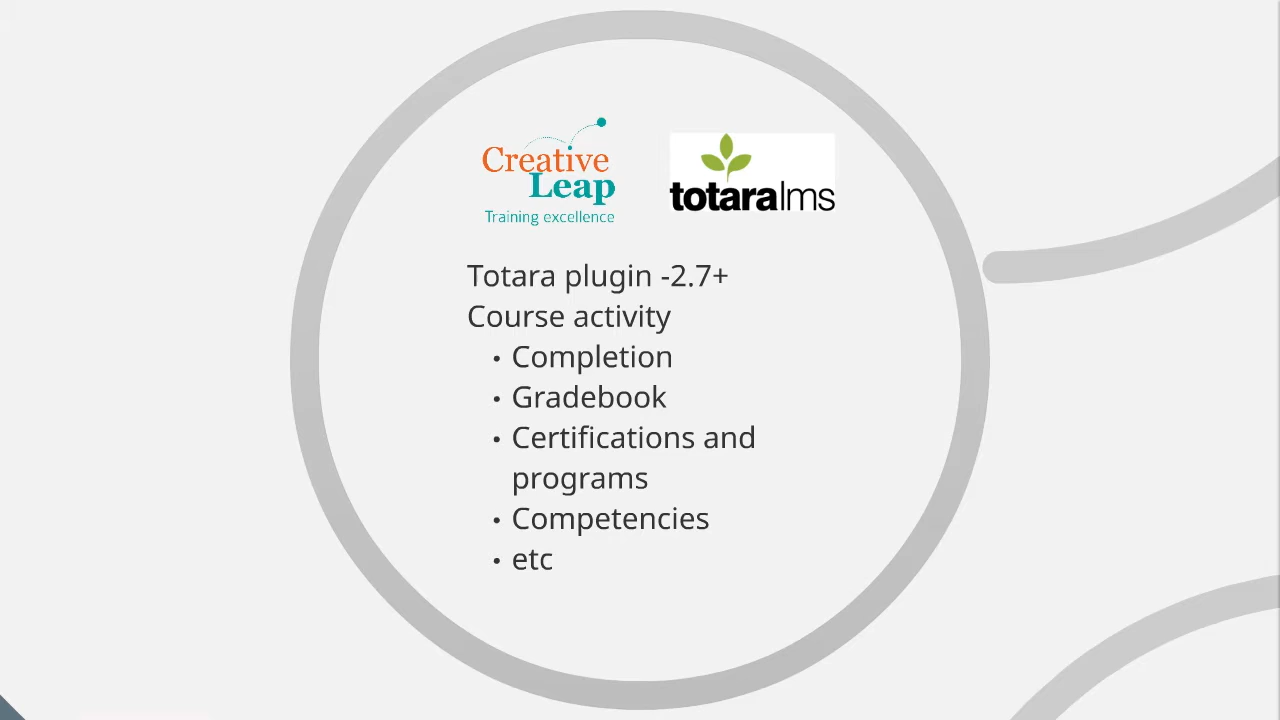 Creative
Leap
Training excellence
totaralms
Totara plugin -2.7+
Course activity
• Completion
• Gradebook
• Certifications and
programs
• Competencies
• etc